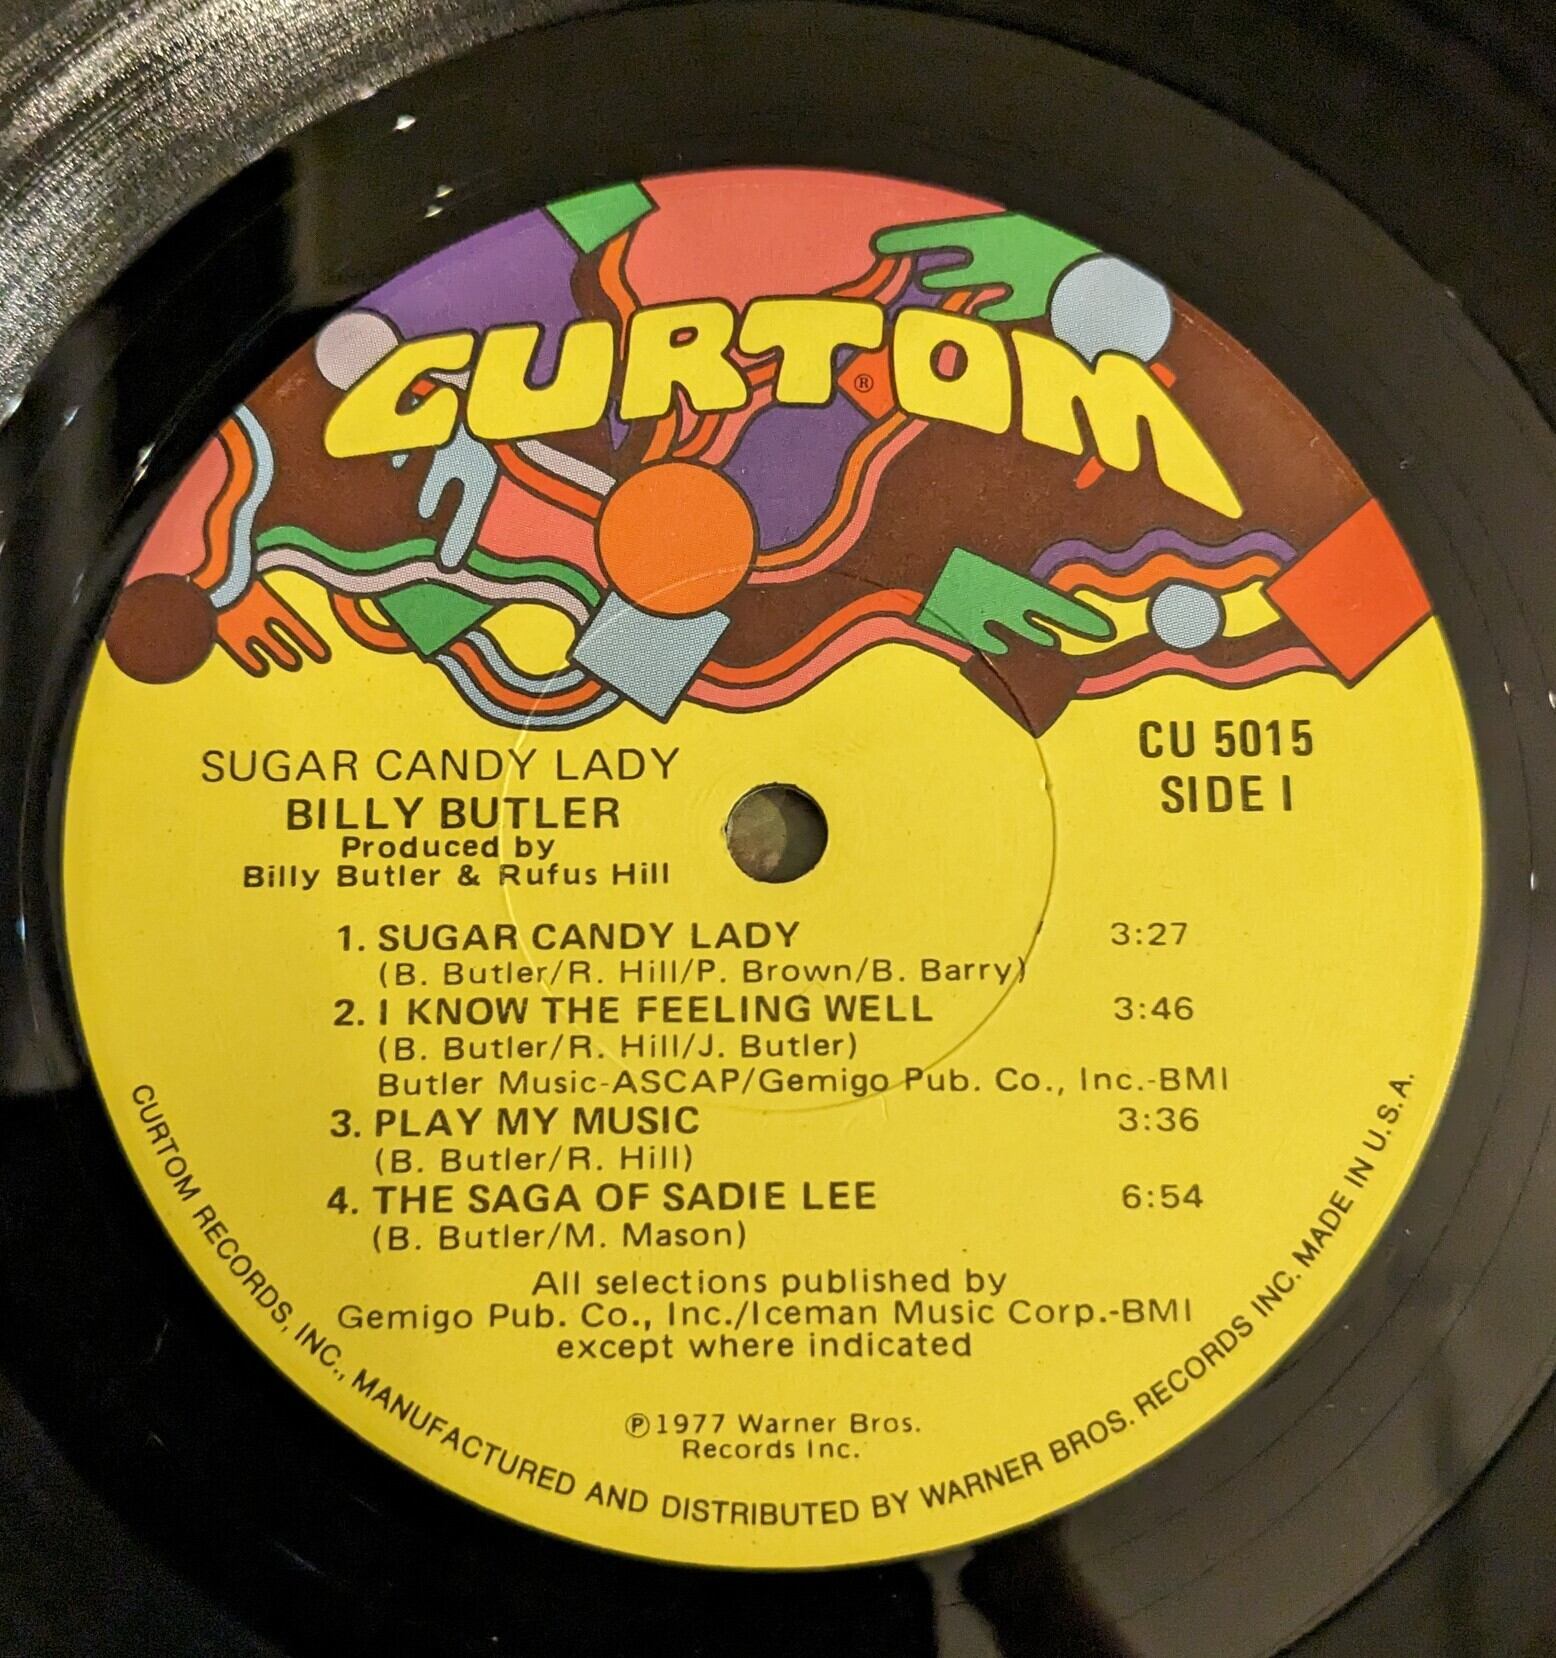 CURTOM
®
CU 5015
SIDE I
SUGAR CANDY LADY
BILLY BUTLER
Produced by
Billy Butler & Rufus Hill
1. SUGAR CANDY LADY 3:27
(B. Butler/R. Hill/P. Brown/B. Barry)
2. I KNOW THE FEELING WELL 3:46
(B. Butler/R. Hill/J. Butler)
Butler Music-ASCAP/Gemigo Pub. Co., Inc.-BMI
3. PLAY MY MUSIC 3:36
(B. Butler/R. Hill)
4. THE SAGA OF SADIE LEE 6:54
(B. Butler/M. Mason)
All selections published by
Gemigo Pub. Co., Inc./Iceman Music Corp.-BMI
except where indicated
℗1977 Warner Bros.
Records Inc.
CURTOM RECORDS, INC., MANUFACTURED AND DISTRIBUTED BY WARNER BROS. RECORDS INC. MADE IN U.S.A.